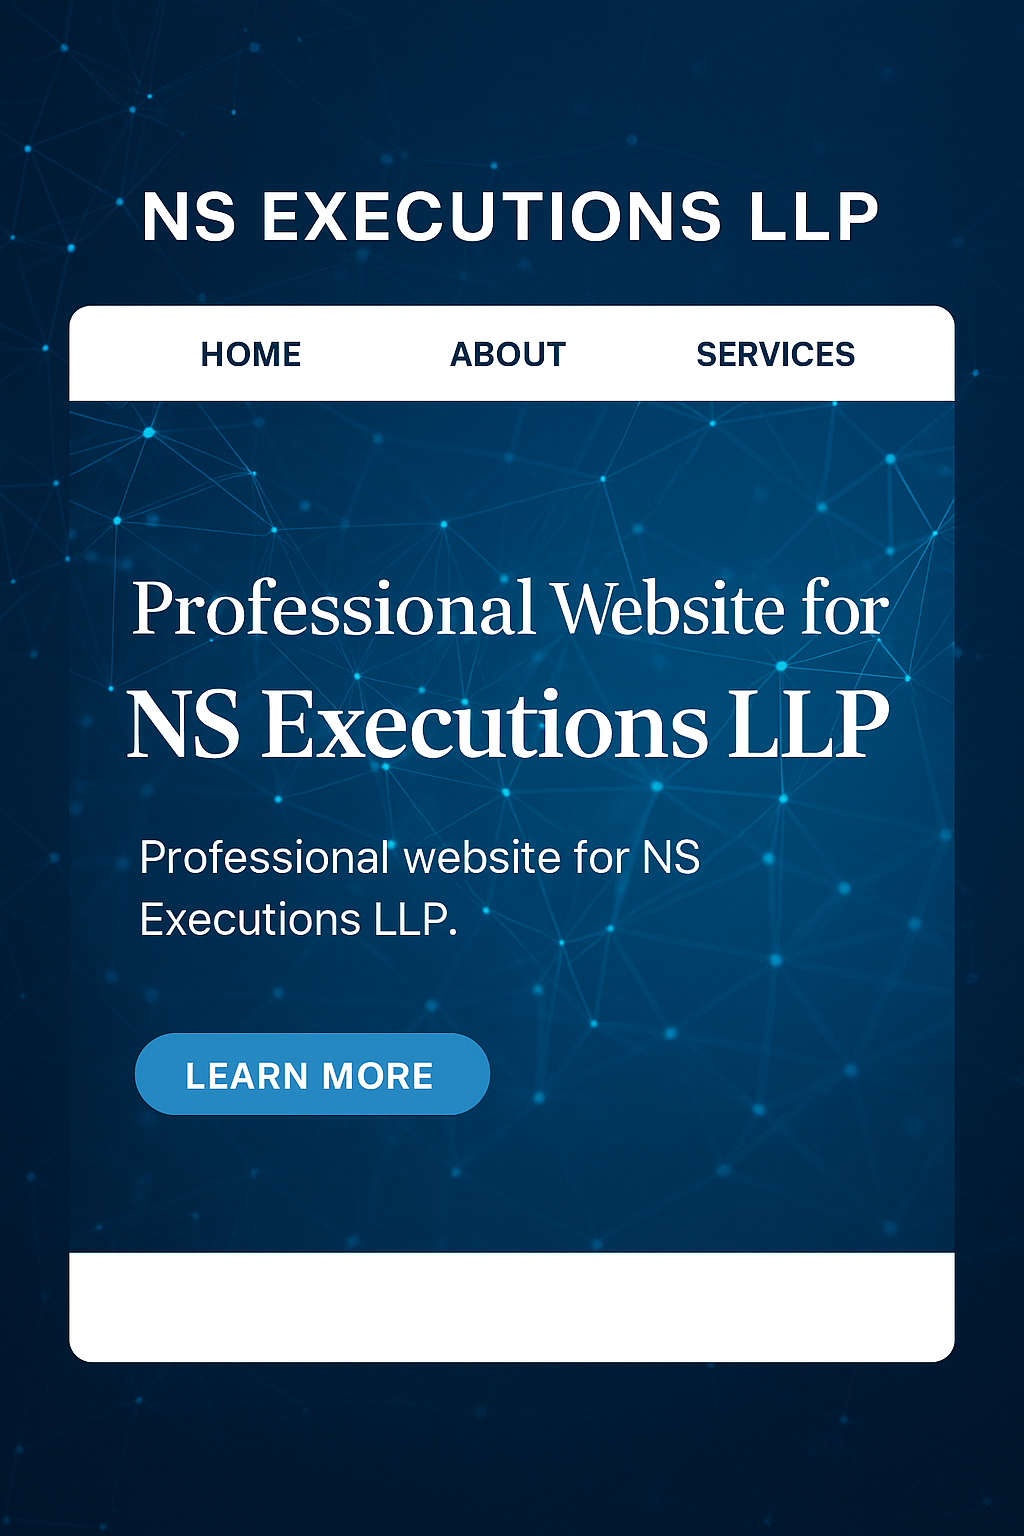 NS EXECUTIONS LLP
HOME ABOUT SERVICES
Professional Website for
NS Executions LLP
Professional website for NS
Executions LLP.
LEARN MORE